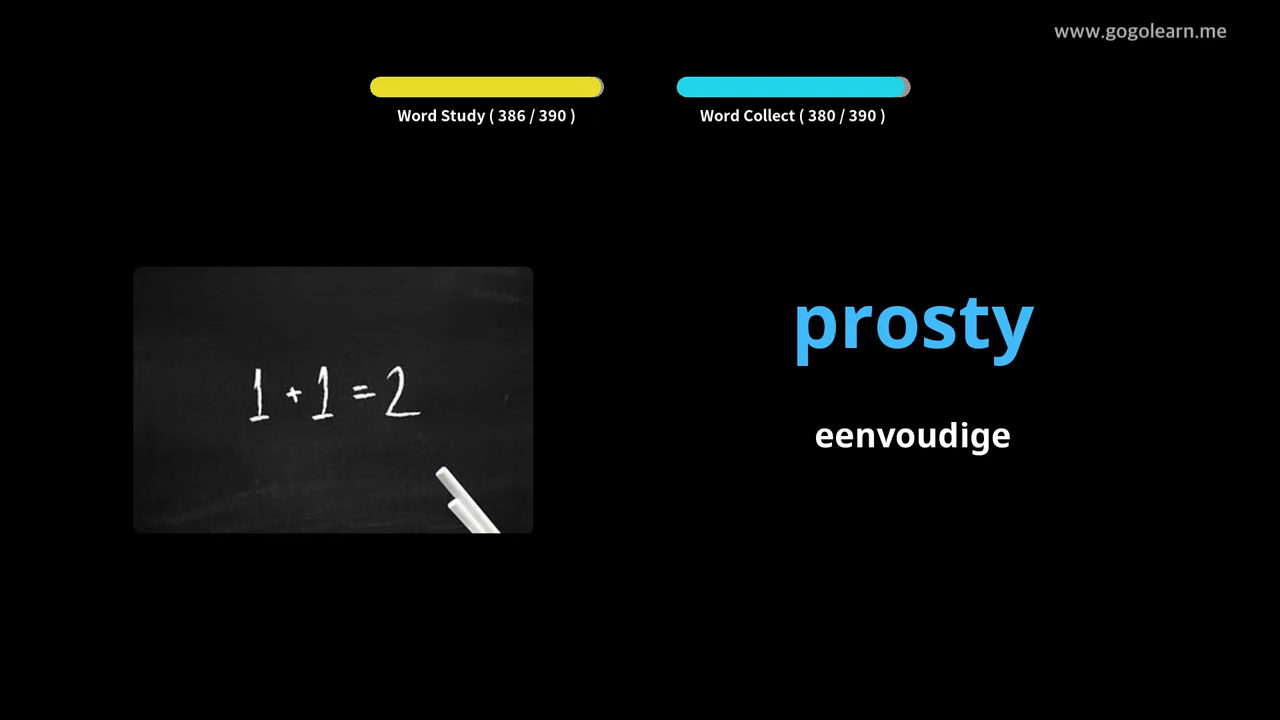 www.gogolearn.me
Word Study ( 386 / 390 )
Word Collect ( 380 / 390 )
1 + 1 = 2
prosty
eenvoudige